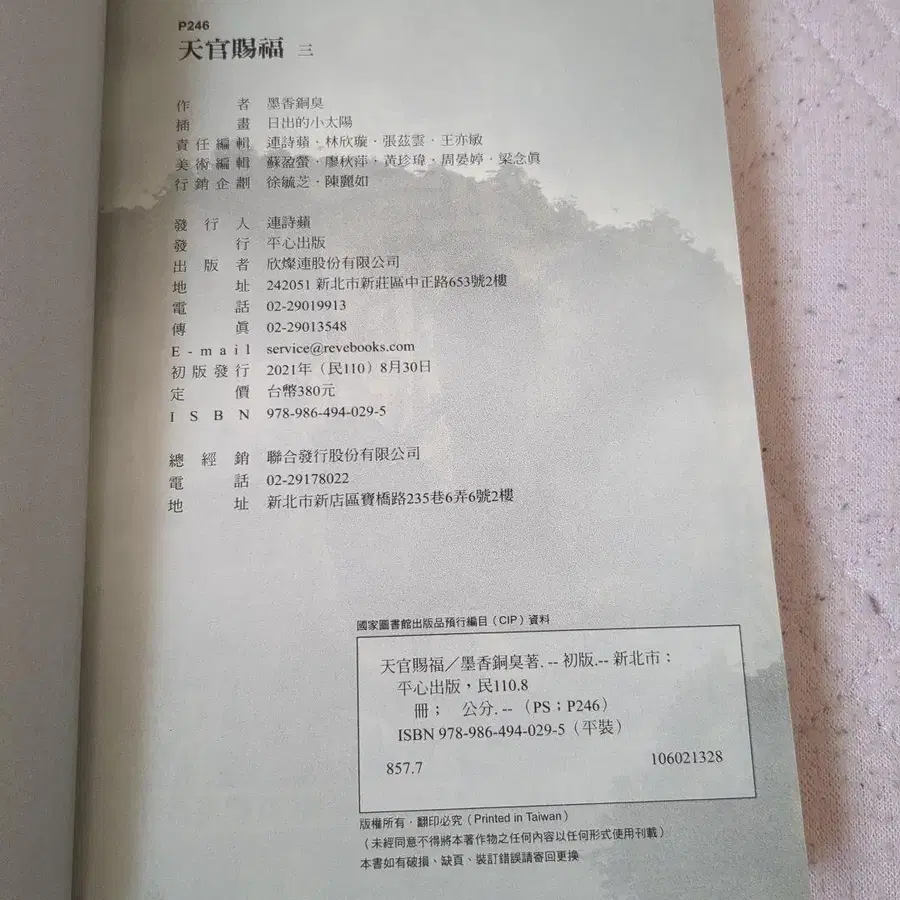 P246
天官賜福 三
作者 墨香銅臭
插畫 日出的小太陽
責任編輯 連詩蘋・林欣璇・張茲雲・王亦敏
美術編輯 蘇盈螢・廖秋萍・黃珍瑋・周晏婷・梁念眞
行銷企劃 徐毓芝・陳麗如
發行人 連詩蘋
發行 平心出版
出版者 欣燦連股份有限公司
地址 242051 新北市新莊區中正路653號2樓
電話 02-29019913
傳眞 02-29013548
E-mail service@revebooks.com
初版發行 2021年（民110）8月30日
定價 台幣380元
ISBN 978-986-494-029-5
總經銷 聯合發行股份有限公司
電話 02-29178022
地址 新北市新店區寶橋路235巷6弄6號2樓
國家圖書館出版品預行編目（CIP）資料
天官賜福／墨香銅臭著. -- 初版.-- 新北市：
平心出版，民110.8
冊； 公分. -- （PS；P246）
ISBN 978-986-494-029-5（平裝）
857.7 106021328
版權所有・翻印必究（Printed in Taiwan）
（未經同意不得將本著作物之任何內容以任何形式使用刊載）
本書如有破損、缺頁、裝訂錯誤請寄回更換